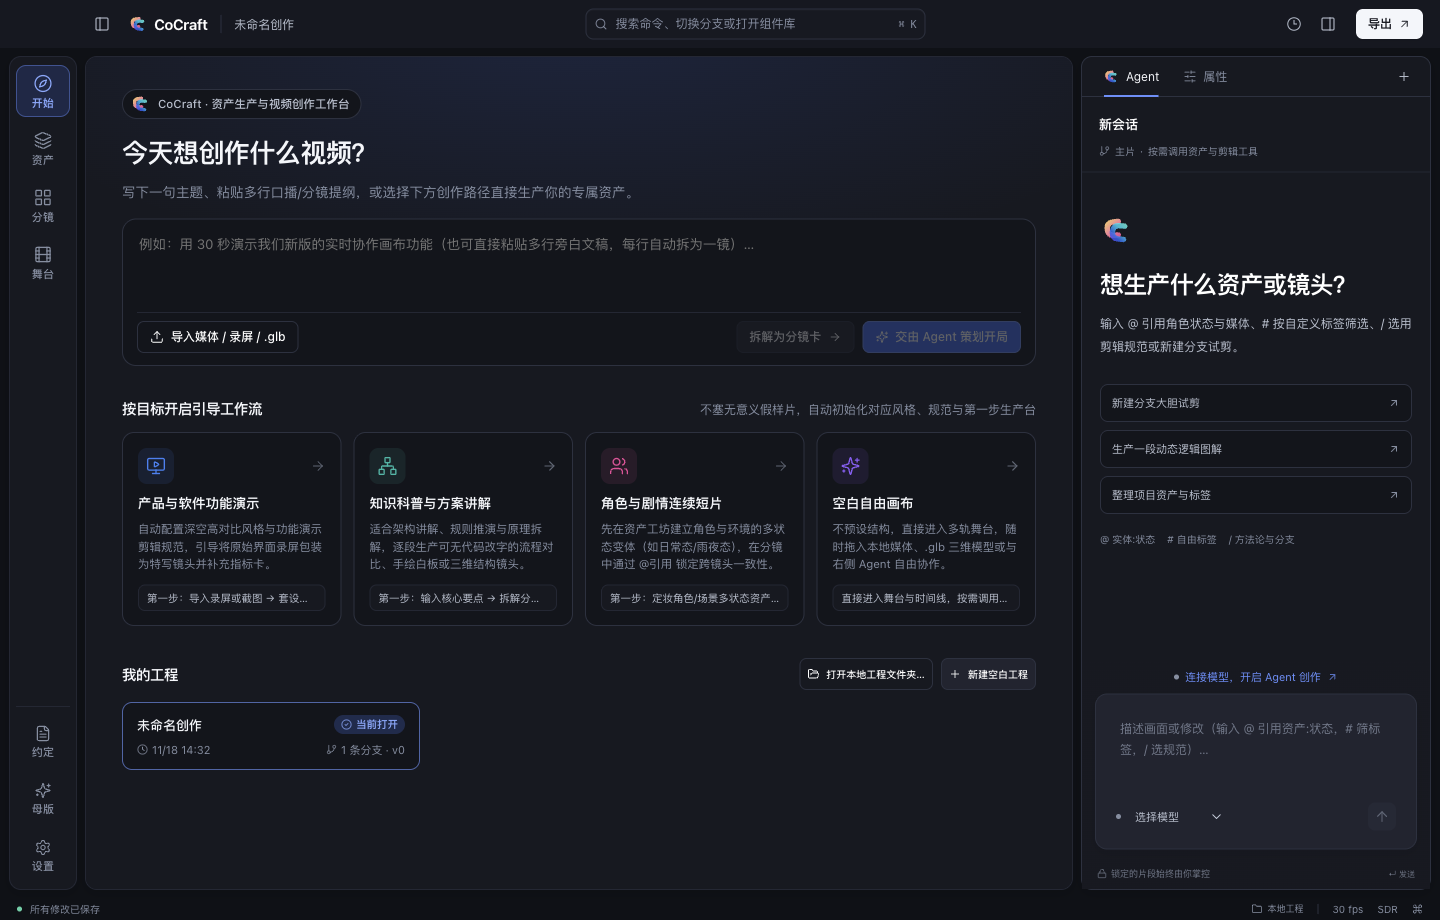 CoCraft
未命名创作
搜索命令、切换分支或打开组件库
⌘ K
导出
开始
资产
分镜
舞台
约定
母版
设置
CoCraft · 资产生产与视频创作工作台
今天想创作什么视频?
写下一句主题、粘贴多行口播/分镜提纲，或选择下方创作路径直接生产你的专属资产。
例如：用 30 秒演示我们新版的实时协作画布功能（也可直接粘贴多行旁白文稿，每行自动拆为一镜）...
导入媒体 / 录屏 / .glb
拆解为分镜卡
交由 Agent 策划开局
按目标开启引导工作流
不塞无意义假样片，自动初始化对应风格、规范与第一步生产台
产品与软件功能演示
自动配置深空高对比风格与功能演示
剪辑规范，引导将原始界面录屏包装
为特写镜头并补充指标卡。
第一步：导入录屏或截图 → 套设...
知识科普与方案讲解
适合架构讲解、规则推演与原理拆
解，逐段生产可无代码改字的流程对
比、手绘白板或三维结构镜头。
第一步：输入核心要点 → 拆解分...
角色与剧情连续短片
先在资产工坊建立角色与环境的多状
态变体（如日常态/雨夜态），在分镜
中通过 @引用 锁定跨镜头一致性。
第一步：定妆角色/场景多状态资产...
空白自由画布
不预设结构，直接进入多轨舞台，随
时拖入本地媒体、.glb 三维模型或与
右侧 Agent 自由协作。
直接进入舞台与时间线，按需调用...
我的工程
打开本地工程文件夹...
新建空白工程
未命名创作
当前打开
11/18 14:32
1 条分支 · v0
Agent
属性
新会话
主片 · 按需调用资产与剪辑工具
想生产什么资产或镜头?
输入 @ 引用角色状态与媒体、# 按自定义标签筛选、/ 选用
剪辑规范或新建分支试剪。
新建分支大胆试剪
生产一段动态逻辑图解
整理项目资产与标签
@ 实体:状态 # 自由标签 / 方法论与分支
连接模型，开启 Agent 创作
描述画面或修改（输入 @ 引用资产:状态，# 筛标
签，/ 选规范）...
选择模型
锁定的片段始终由你掌控
↵ 发送
所有修改已保存
本地工程
30 fps
SDR
⌘